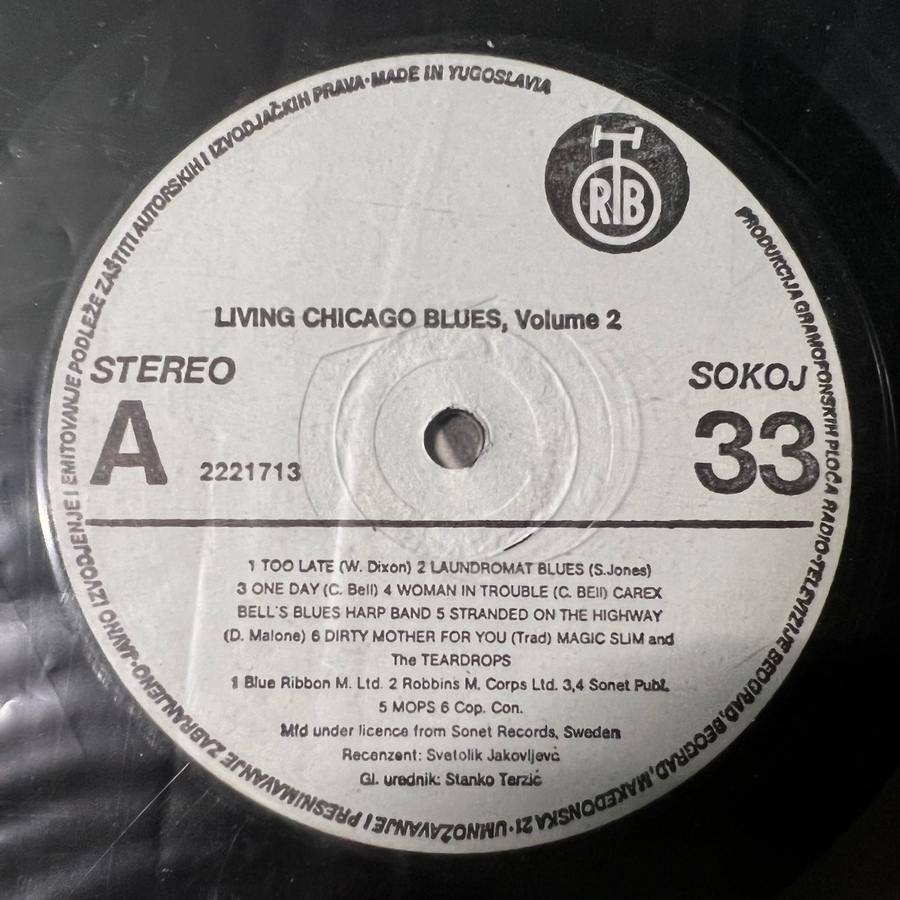 PRODUKCIJA GRAMOFONSKIH PLOČA RADIO-TELEVIZIJE BEOGRAD, BEOGRAD, MAKEDONSKA 21 · UMNOŽAVANJE I PRESNIMAVANJE ZABRANJENO · JAVNO IZVODJENJE I EMITOVANJE PODLEŽE ZAŠTITI AUTORSKIH I IZVODJAČKIH PRAVA · MADE IN YUGOSLAVIA
RTB
LIVING CHICAGO BLUES, Volume 2
STEREO
SOKOJ
A
2221713
33
1 TOO LATE (W. Dixon) 2 LAUNDROMAT BLUES (S.Jones)
3 ONE DAY (C. Bell) 4 WOMAN IN TROUBLE (C. BEll) CAREX
BELL'S BLUES HARP BAND 5 STRANDED ON THE HIGHWAY
(D. Malone) 6 DIRTY MOTHER FOR YOU (Trad) MAGIC SLIM and
The TEARDROPS
1 Blue Ribbon M. Ltd. 2 Robbins M. Corps Ltd. 3,4 Sonet Publ.
5 MOPS 6 Cop. Con.
Mfd under licence from Sonet Records, Sweden
Recenzent: Svetolik Jakovljevć
Gl. urednik: Stanko Terzić